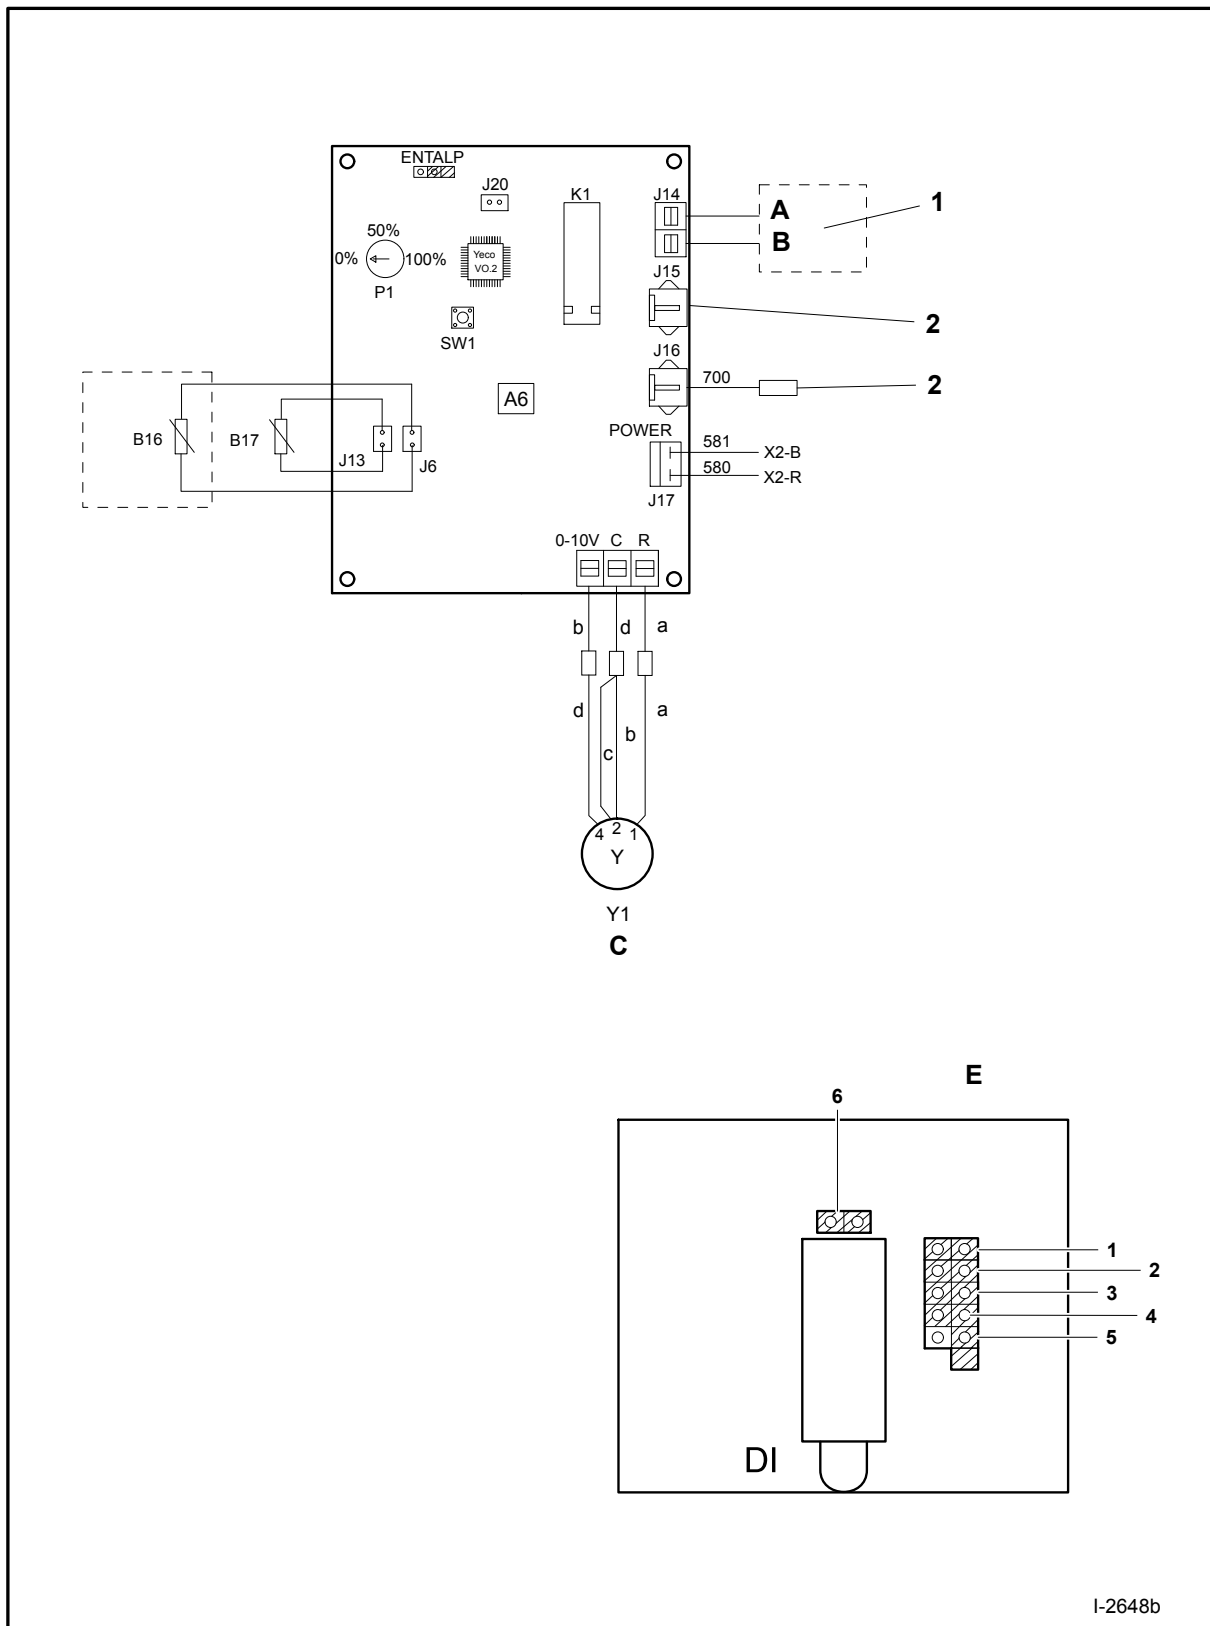 ENTALP
J20
K1
J14
A
B
1
50%
0%
100%
P1
Yeco
VO.2
SW1
J15
2
J16
700
2
A6
B16
B17
J13
J6
POWER
581
X2-B
580
X2-R
J17
0-10V C R
b
d
a
d
c
b
a
4
2
1
Y
Y1
C
E
6
1
2
3
4
5
DI
I-2648b